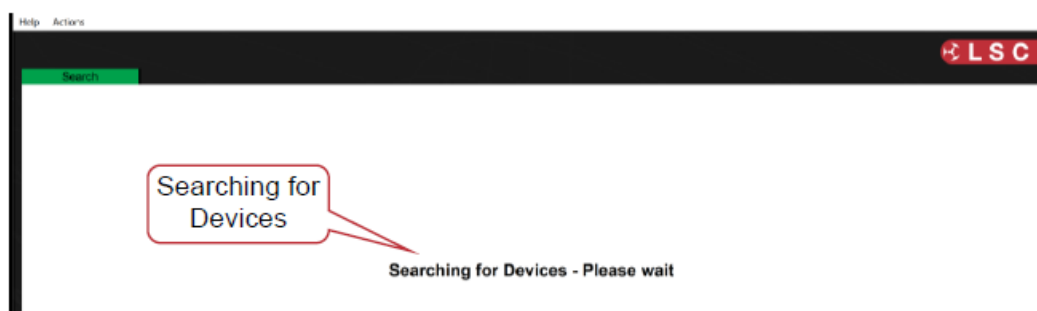 Help Actions
LSC
Search
Searching for
Devices
Searching for Devices - Please wait